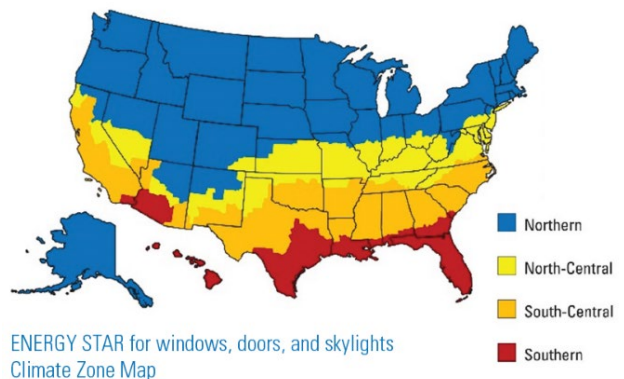 Northern
North-Central
South-Central
Southern
ENERGY STAR for windows, doors, and skylights
Climate Zone Map